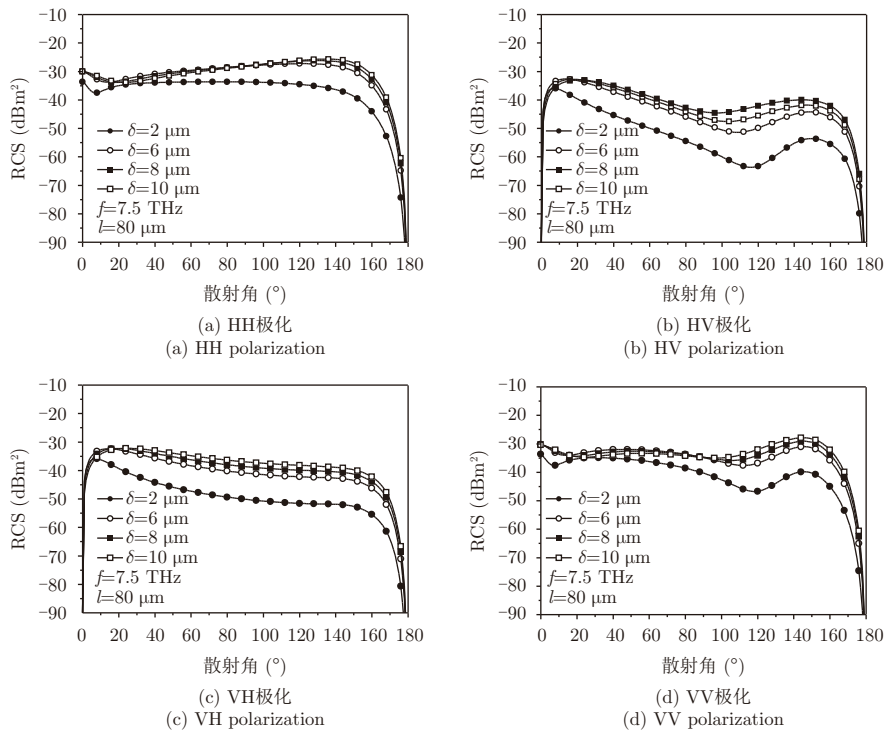 −10
−20
−30
−40
−50
−60
−70
−80
−90
RCS (dBm²)
δ=2 μm
δ=6 μm
δ=8 μm
δ=10 μm
f=7.5 THz
l=80 μm
0 20 40 60 80 100 120 140 160 180
散射角 (°)
(a) HH极化
(a) HH polarization
−10
−20
−30
−40
−50
−60
−70
−80
−90
RCS (dBm²)
δ=2 μm
δ=6 μm
δ=8 μm
δ=10 μm
f=7.5 THz
l=80 μm
0 20 40 60 80 100 120 140 160 180
散射角 (°)
(b) HV极化
(b) HV polarization
−10
−20
−30
−40
−50
−60
−70
−80
−90
RCS (dBm²)
δ=2 μm
δ=6 μm
δ=8 μm
δ=10 μm
f=7.5 THz
l=80 μm
0 20 40 60 80 100 120 140 160 180
散射角 (°)
(c) VH极化
(c) VH polarization
−10
−20
−30
−40
−50
−60
−70
−80
−90
RCS (dBm²)
δ=2 μm
δ=6 μm
δ=8 μm
δ=10 μm
f=7.5 THz
l=80 μm
0 20 40 60 80 100 120 140 160 180
散射角 (°)
(d) VV极化
(d) VV polarization